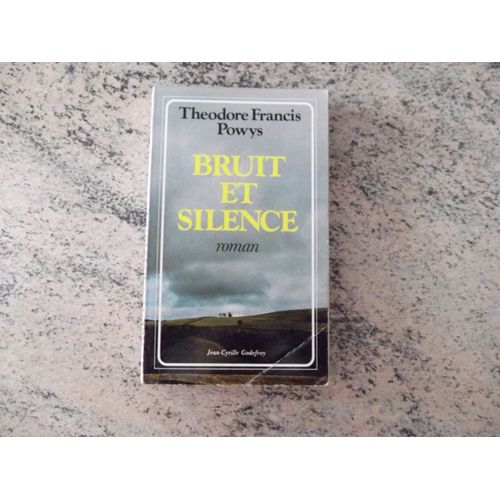 Theodore Francis
Powys
BRUIT
ET
SILENCE
roman
Jean-Cyrille Godefroy